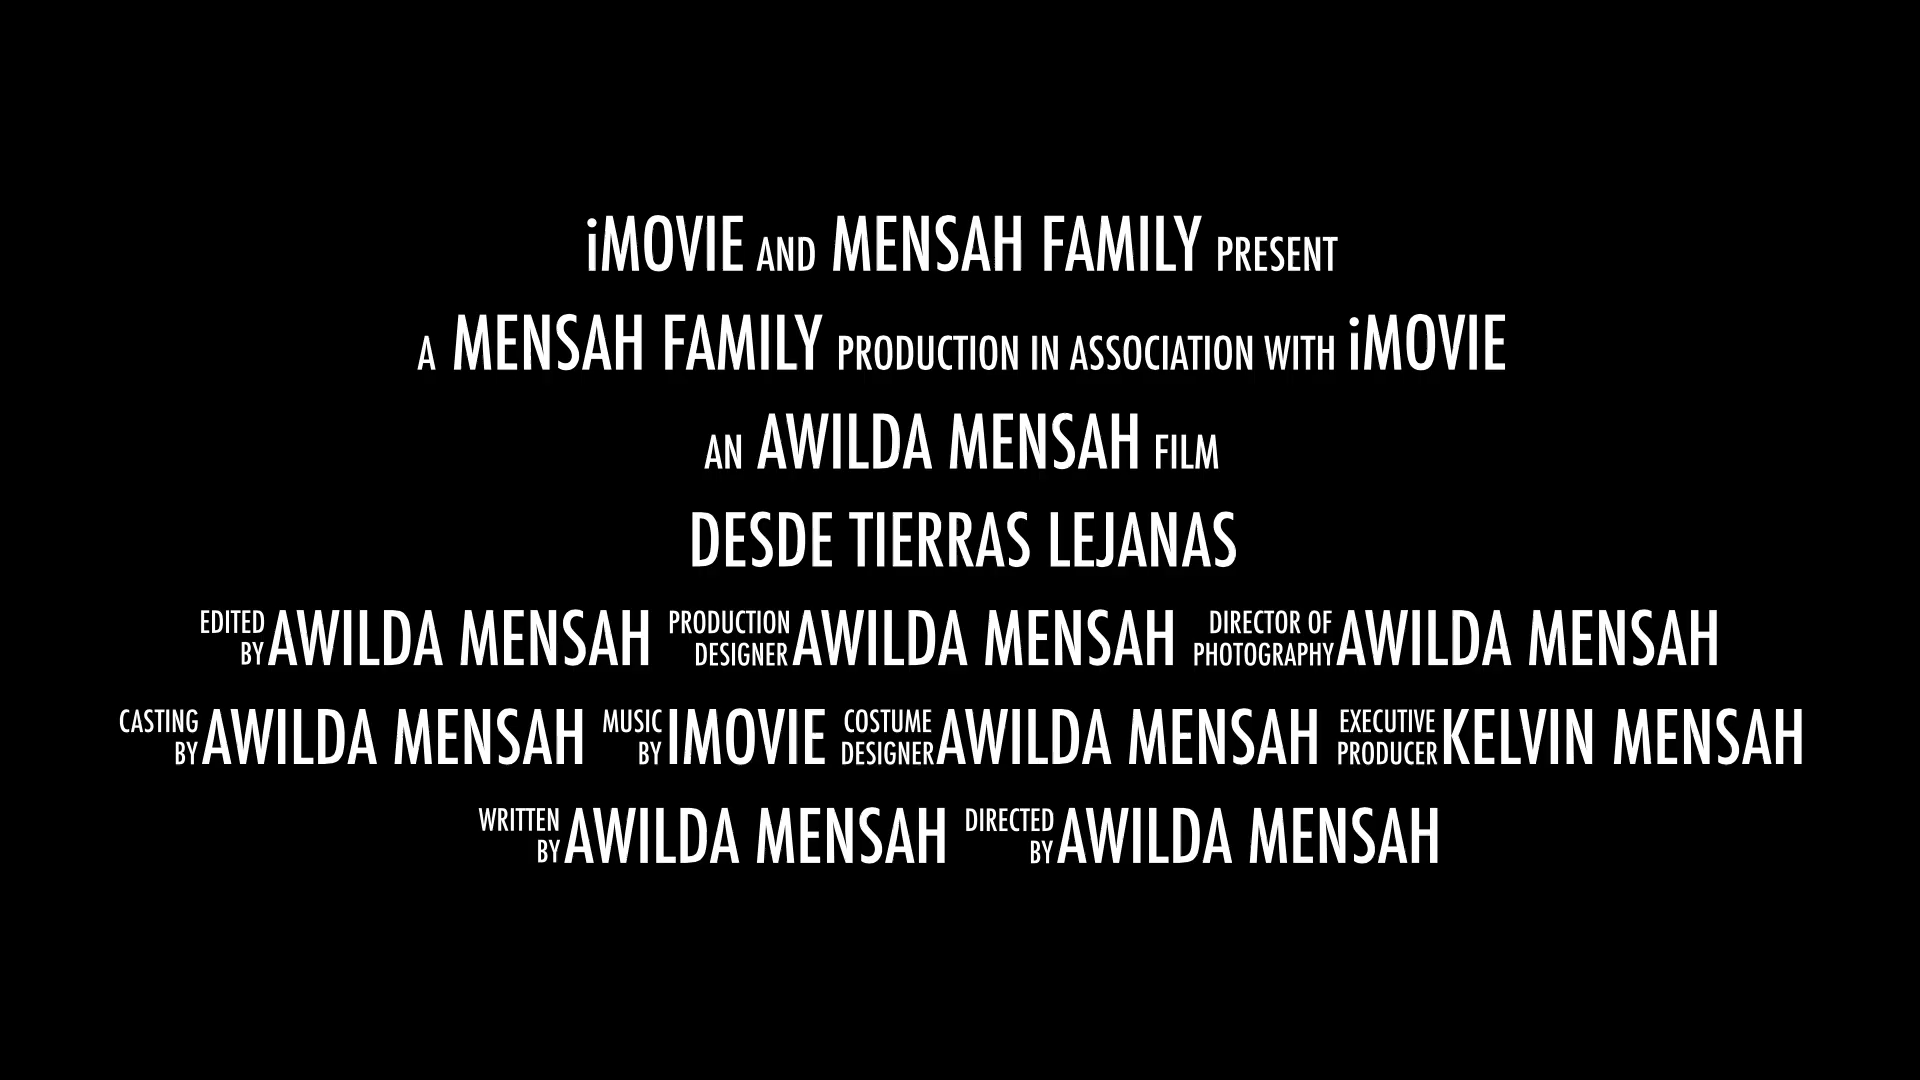 iMOVIE AND MENSAH FAMILY PRESENT
A MENSAH FAMILY PRODUCTION IN ASSOCIATION WITH iMOVIE
AN AWILDA MENSAH FILM
DESDE TIERRAS LEJANAS
EDITED BY AWILDA MENSAH PRODUCTION DESIGNER AWILDA MENSAH DIRECTOR OF PHOTOGRAPHY AWILDA MENSAH
CASTING BY AWILDA MENSAH MUSIC BY IMOVIE COSTUME DESIGNER AWILDA MENSAH EXECUTIVE PRODUCER KELVIN MENSAH
WRITTEN BY AWILDA MENSAH DIRECTED BY AWILDA MENSAH